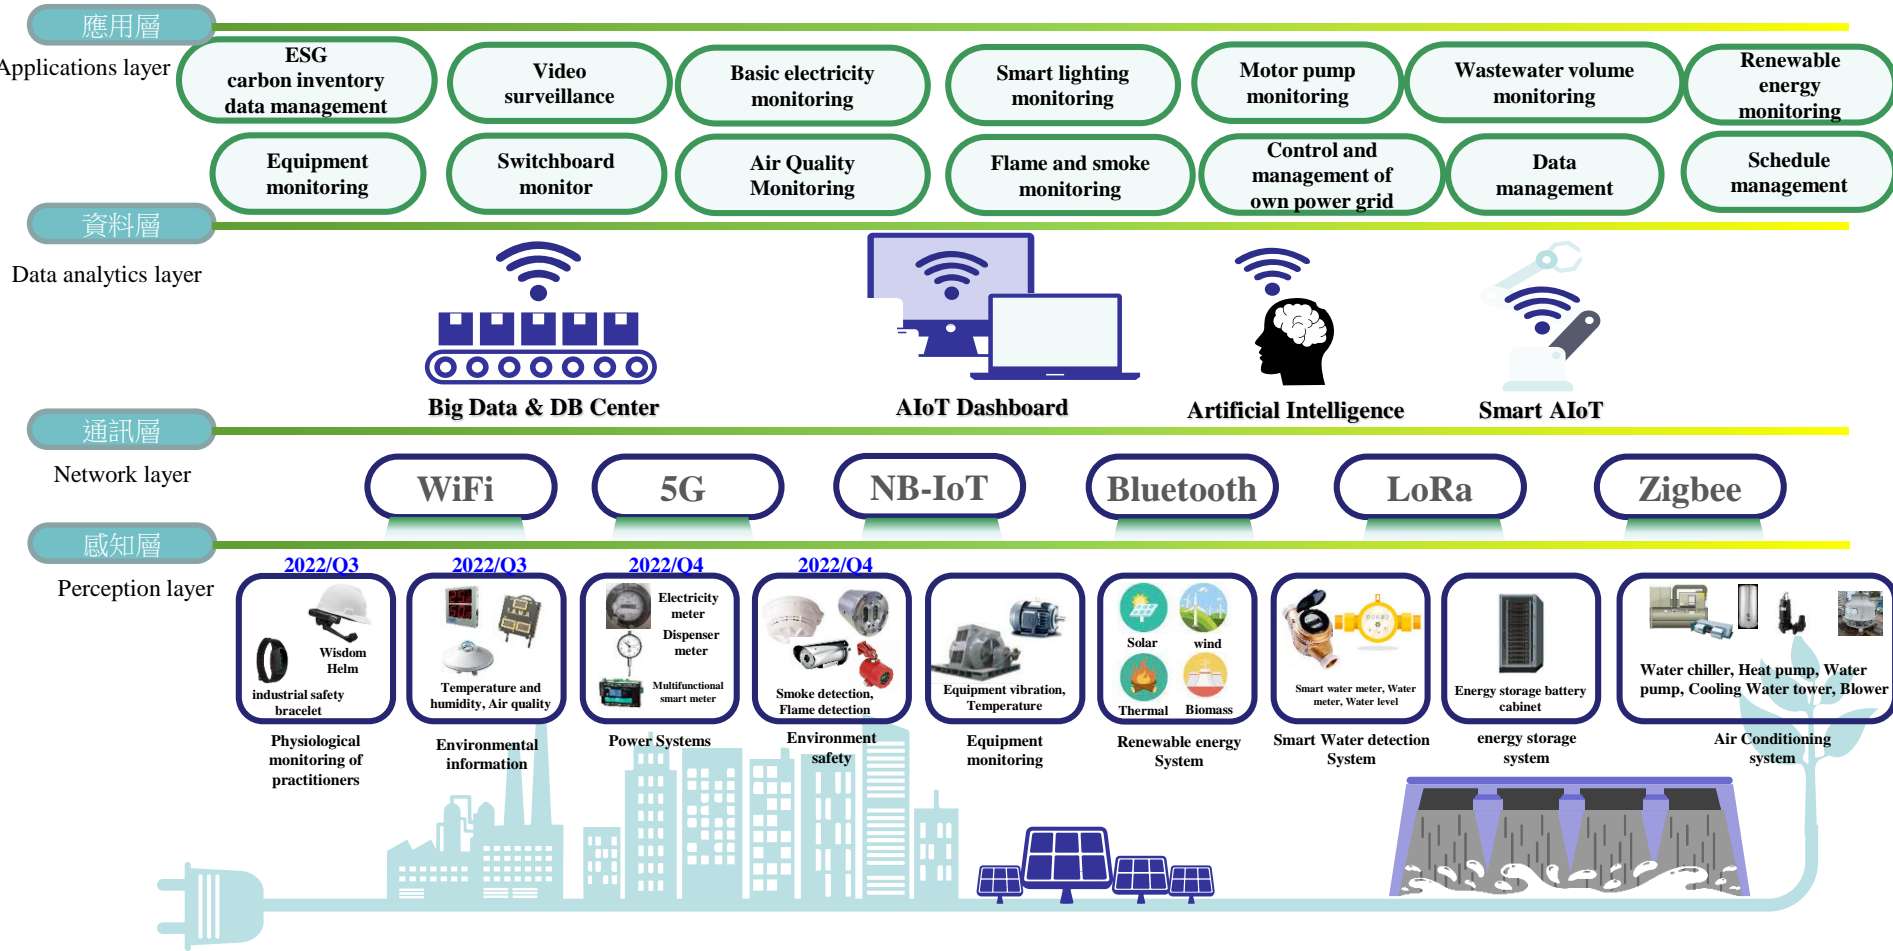 應用層
Applications layer
ESG
carbon inventory
data management
Video
surveillance
Basic electricity
monitoring
Smart lighting
monitoring
Motor pump
monitoring
Wastewater volume
monitoring
Renewable
energy
monitoring
Equipment
monitoring
Switchboard
monitor
Air Quality
Monitoring
Flame and smoke
monitoring
Control and
management of
own power grid
Data
management
Schedule
management
資料層
Data analytics layer
Big Data & DB Center
AIoT Dashboard
Artificial Intelligence
Smart AIoT
通訊層
Network layer
WiFi
5G
NB-IoT
Bluetooth
LoRa
Zigbee
感知層
Perception layer
2022/Q3
Wisdom
Helm
industrial safety
bracelet
Physiological
monitoring of
practitioners
2022/Q3
Temperature and
humidity, Air quality
Environmental
information
2022/Q4
Electricity
meter
Dispenser
meter
Multifunctional
smart meter
Power Systems
2022/Q4
Smoke detection,
Flame detection
Environment
safety
Equipment vibration,
Temperature
Equipment
monitoring
Solar
wind
Thermal
Biomass
Renewable energy
System
Smart water meter, Water
meter, Water level
Smart Water detection
System
Energy storage battery
cabinet
energy storage
system
Water chiller, Heat pump, Water
pump, Cooling Water tower, Blower
Air Conditioning
system